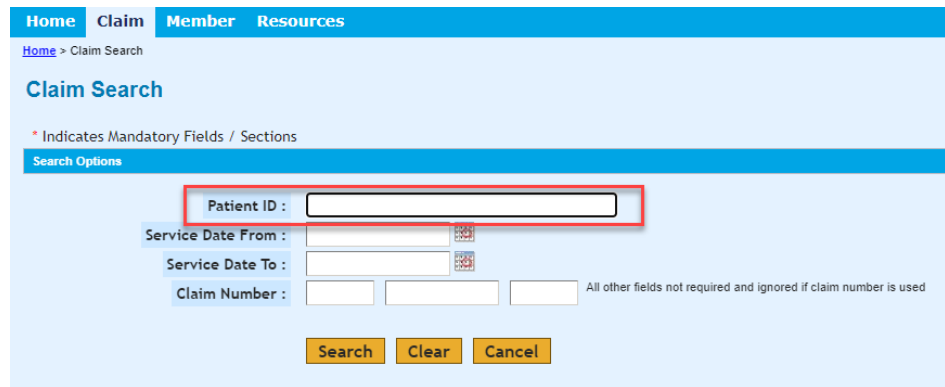 Home Claim Member Resources
Home > Claim Search
Claim Search
* Indicates Mandatory Fields / Sections
Search Options
Patient ID :
Service Date From :
Service Date To :
Claim Number : All other fields not required and ignored if claim number is used
Search Clear Cancel